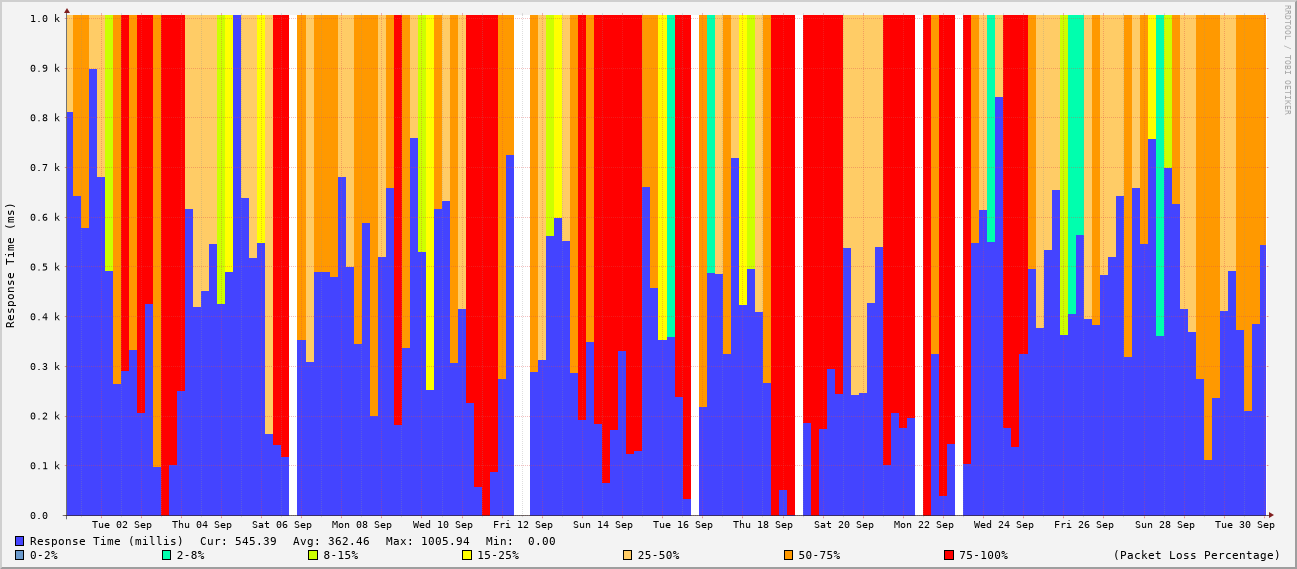 1.0 k
0.9 k
0.8 k
0.7 k
0.6 k
0.5 k
0.4 k
0.3 k
0.2 k
0.1 k
0.0
Response Time (ms)
RRDTOOL / TOBI OETIKER
Tue 02 Sep Thu 04 Sep Sat 06 Sep Mon 08 Sep Wed 10 Sep Fri 12 Sep Sun 14 Sep Tue 16 Sep Thu 18 Sep Sat 20 Sep Mon 22 Sep Wed 24 Sep Fri 26 Sep Sun 28 Sep Tue 30 Sep
Response Time (millis) Cur: 545.39 Avg: 362.46 Max: 1005.94 Min: 0.00
0-2% 2-8% 8-15% 15-25% 25-50% 50-75% 75-100% (Packet Loss Percentage)